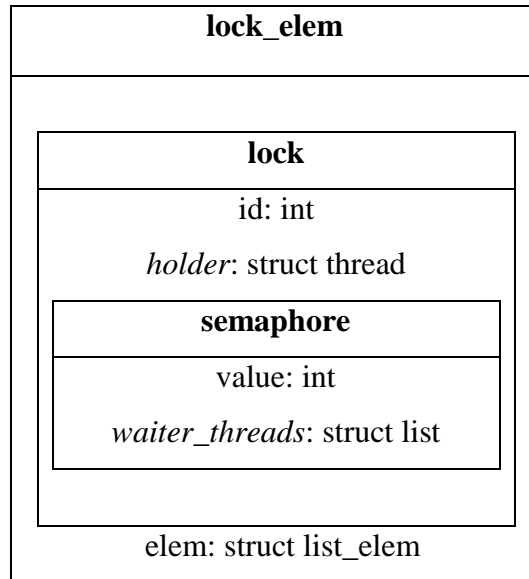 lock_elem
lock
id: int
holder: struct thread
semaphore
value: int
waiter_threads: struct list
elem: struct list_elem